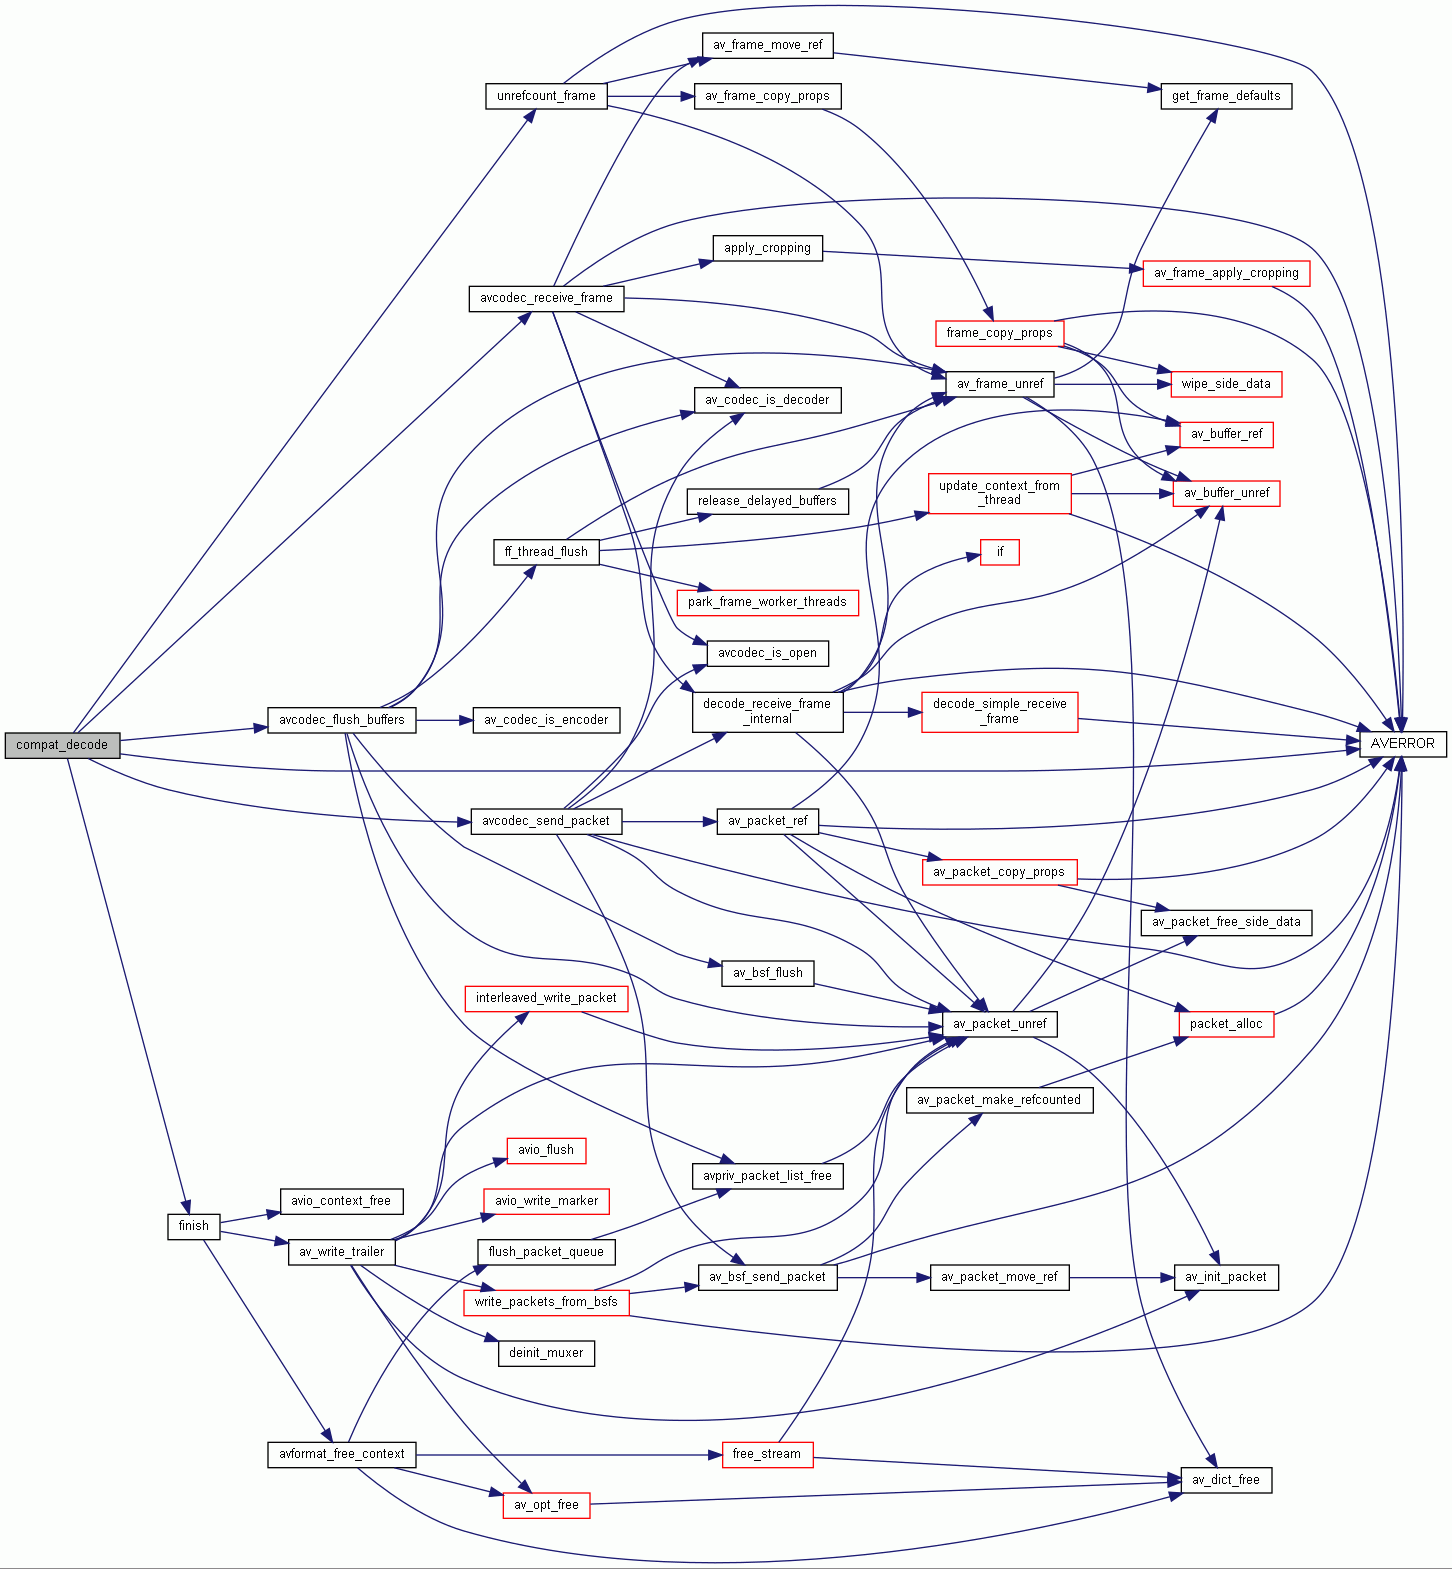 av_frame_move_ref
unrefcount_frame
av_frame_copy_props
get_frame_defaults
apply_cropping
av_frame_apply_cropping
avcodec_receive_frame
frame_copy_props
av_frame_unref
wipe_side_data
av_codec_is_decoder
av_buffer_ref
release_delayed_buffers
update_context_from
_thread
av_buffer_unref
ff_thread_flush
if
park_frame_worker_threads
avcodec_is_open
decode_receive_frame
_internal
decode_simple_receive
_frame
avcodec_flush_buffers
av_codec_is_encoder
compat_decode
AVERROR
avcodec_send_packet
av_packet_ref
av_packet_copy_props
av_packet_free_side_data
av_bsf_flush
interleaved_write_packet
av_packet_unref
packet_alloc
av_packet_make_refcounted
avio_flush
avpriv_packet_list_free
avio_context_free
avio_write_marker
finish
av_write_trailer
flush_packet_queue
av_bsf_send_packet
av_packet_move_ref
av_init_packet
write_packets_from_bsfs
deinit_muxer
avformat_free_context
free_stream
av_dict_free
av_opt_free